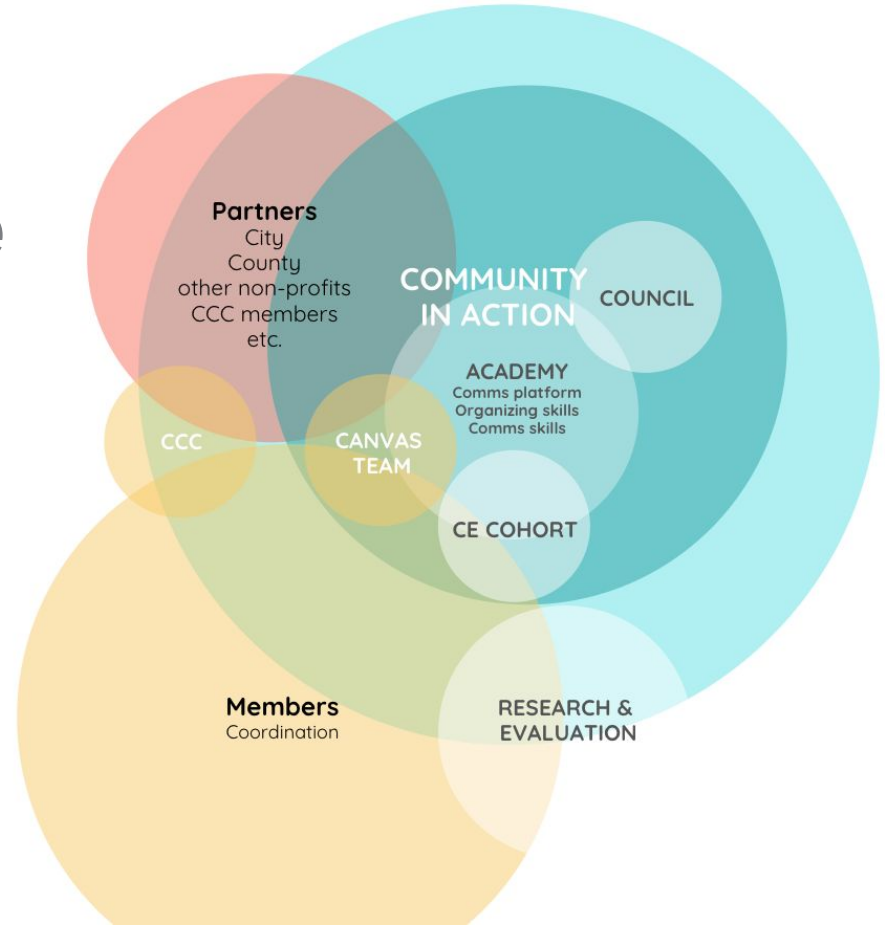 e
Partners
City
County
other non-profits
CCC members
etc.
COMMUNITY
IN ACTION
COUNCIL
ACADEMY
Comms platform
Organizing skills
Comms skills
CCC
CANVAS
TEAM
CE COHORT
Members
Coordination
RESEARCH &
EVALUATION